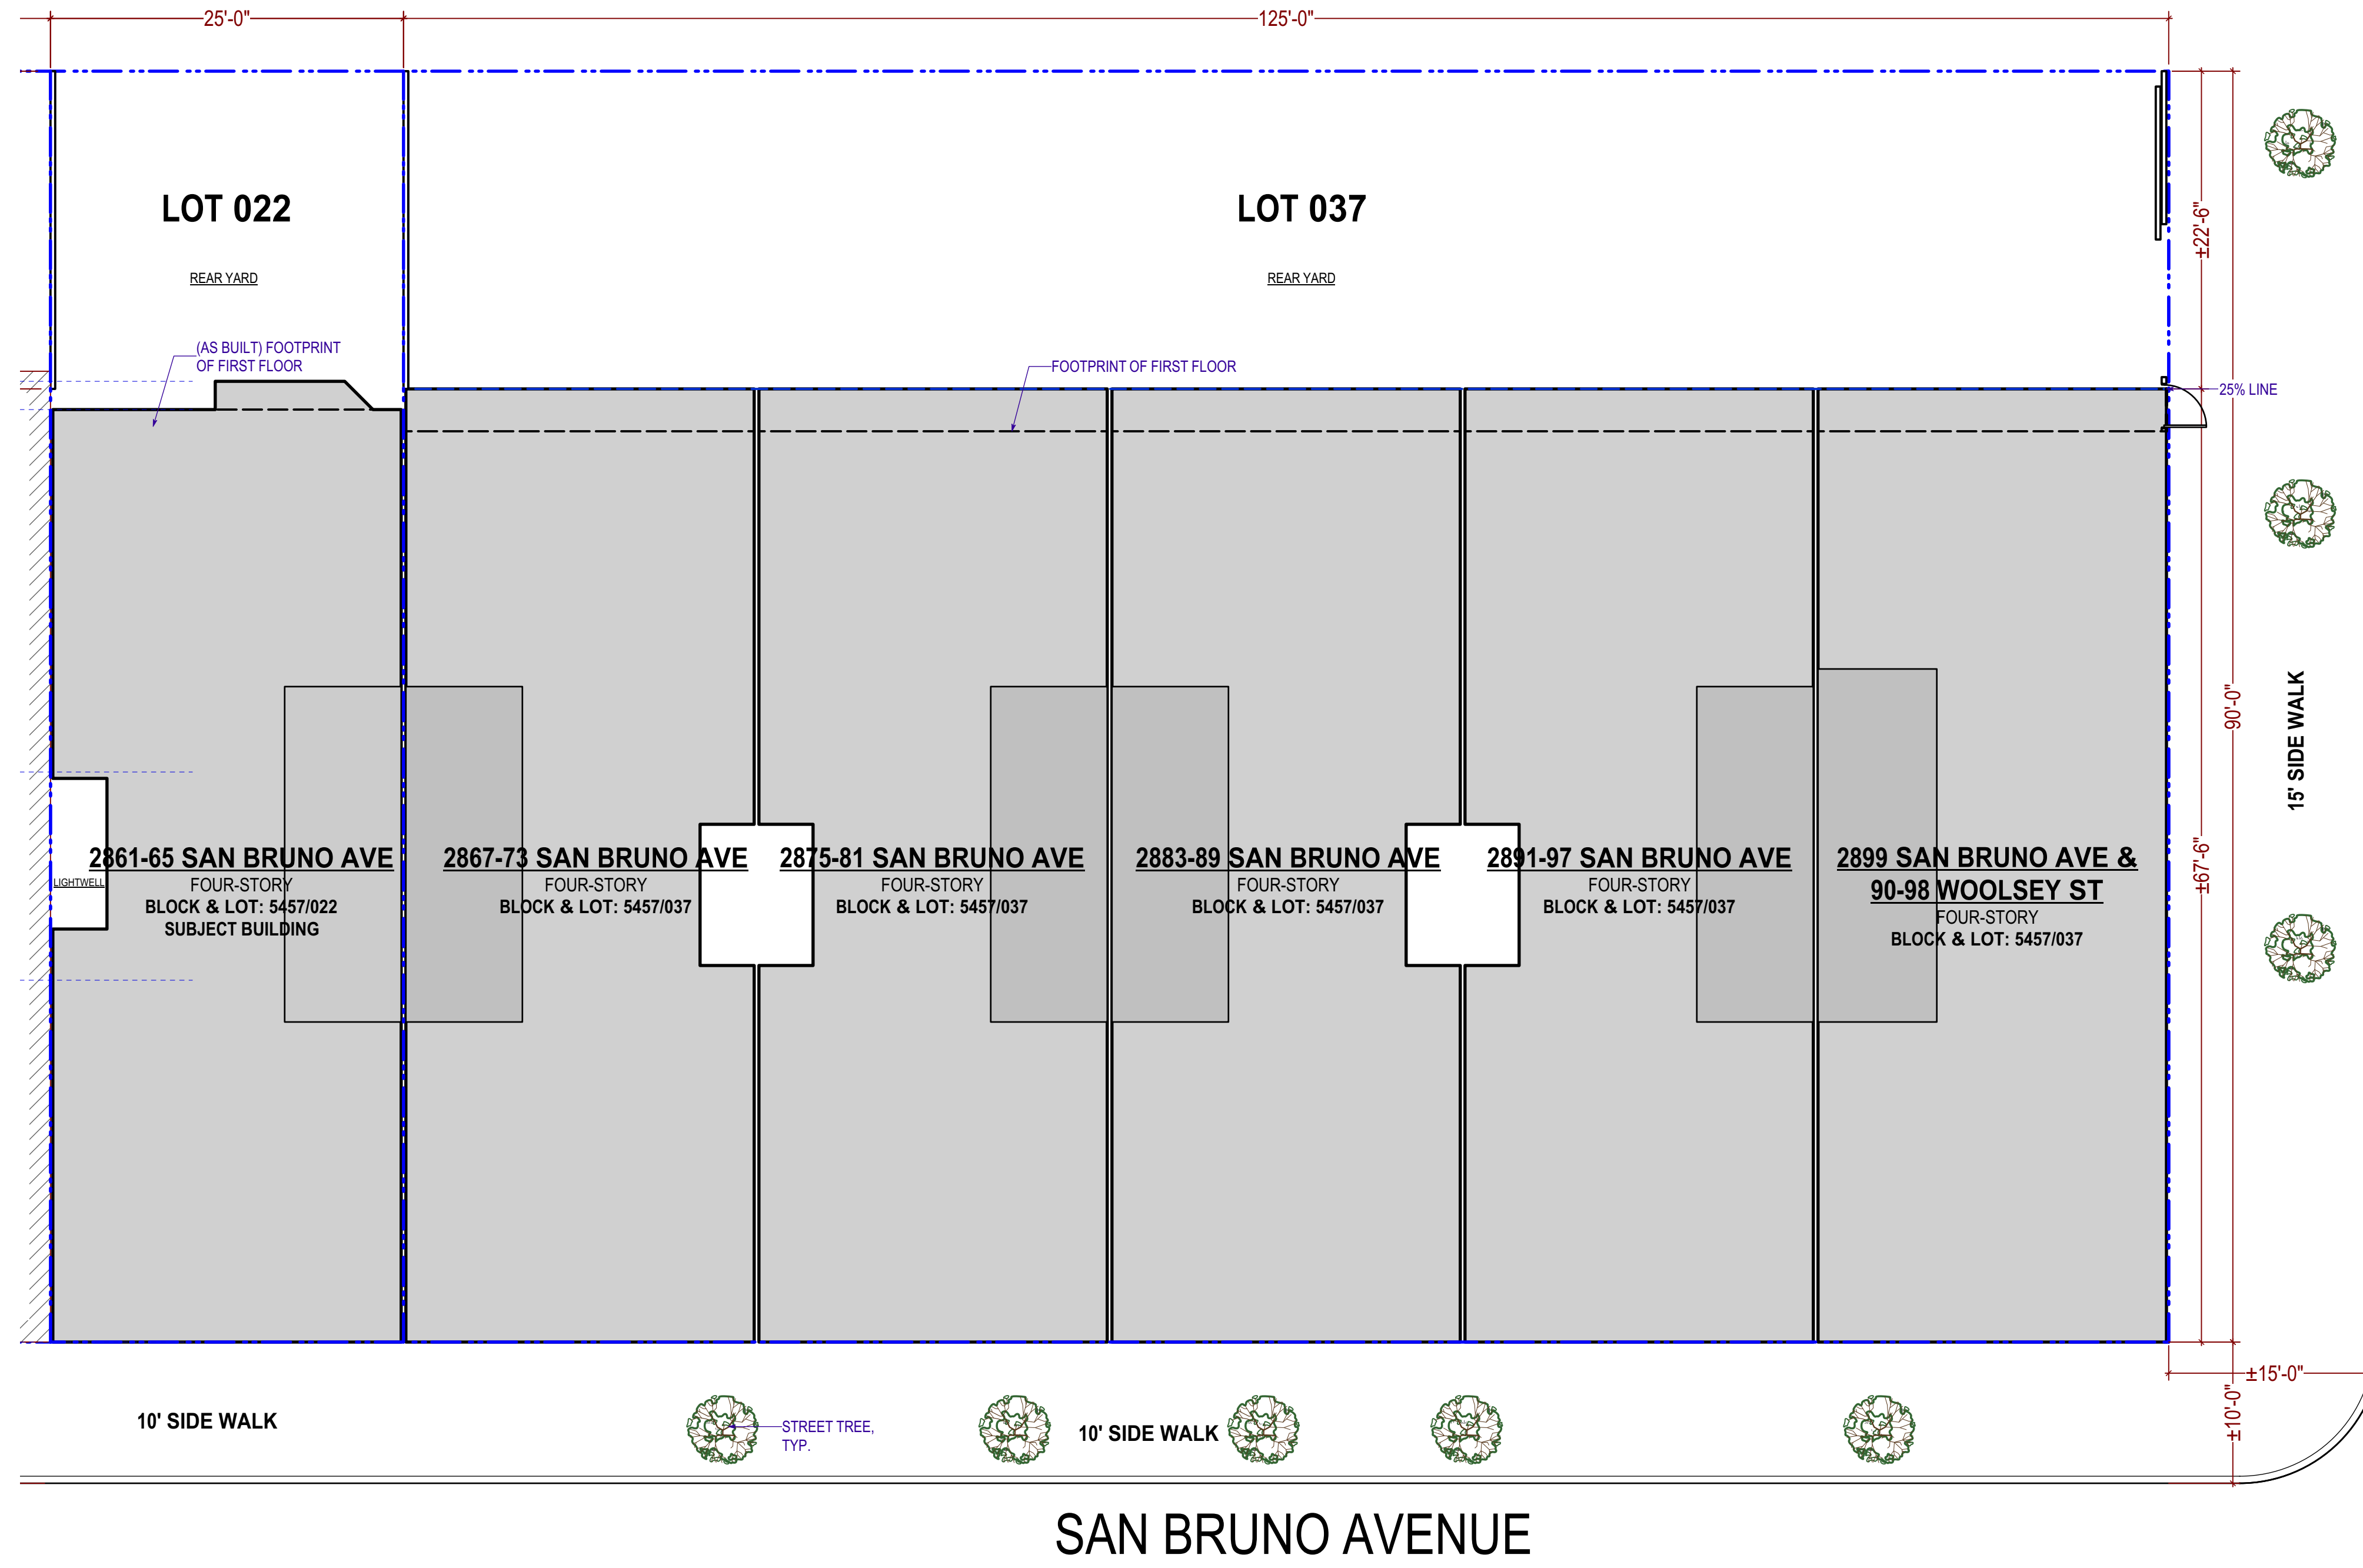 25'-0"
125'-0"
LOT 022
LOT 037
±22'-6"
REAR YARD
REAR YARD
(AS BUILT) FOOTPRINT
OF FIRST FLOOR
FOOTPRINT OF FIRST FLOOR
25% LINE
15' SIDE WALK
90'-0"
±67'-6"
LIGHTWELL
2861-65 SAN BRUNO AVE
FOUR-STORY
BLOCK & LOT: 5457/022
SUBJECT BUILDING
2867-73 SAN BRUNO AVE
FOUR-STORY
BLOCK & LOT: 5457/037
2875-81 SAN BRUNO AVE
FOUR-STORY
BLOCK & LOT: 5457/037
2883-89 SAN BRUNO AVE
FOUR-STORY
BLOCK & LOT: 5457/037
2891-97 SAN BRUNO AVE
FOUR-STORY
BLOCK & LOT: 5457/037
2899 SAN BRUNO AVE &
90-98 WOOLSEY ST
FOUR-STORY
BLOCK & LOT: 5457/037
±15'-0"
±10'-0"
10' SIDE WALK
STREET TREE,
TYP.
10' SIDE WALK
SAN BRUNO AVENUE